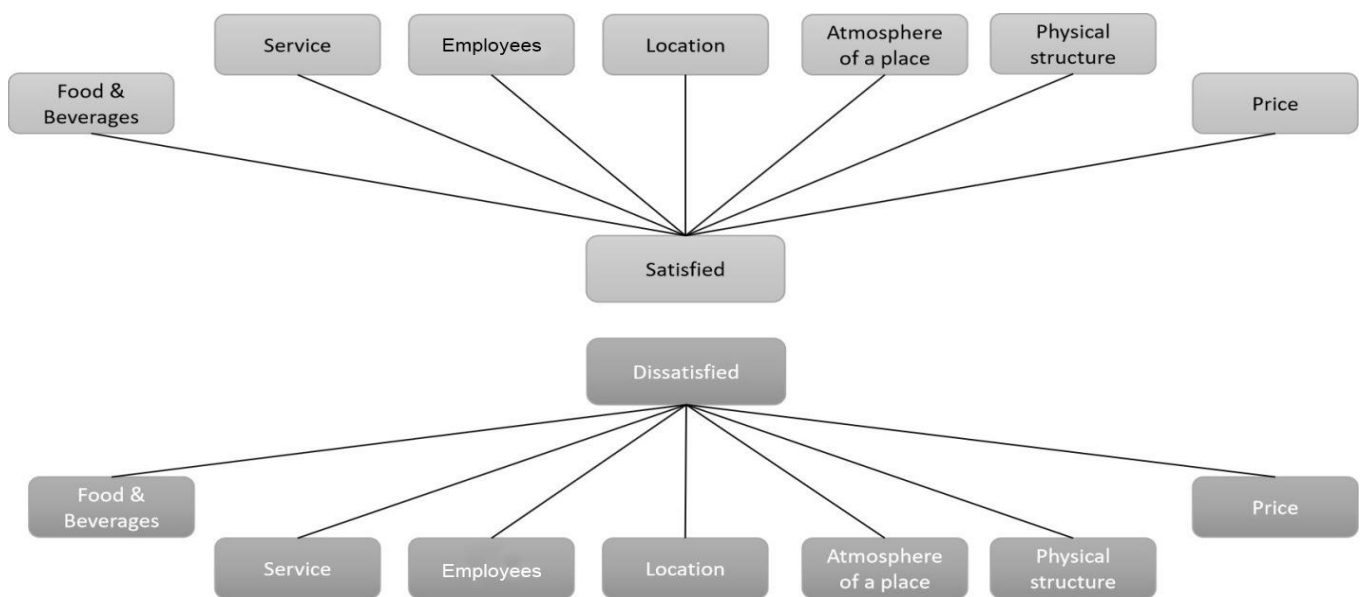 Service
Employees
Location
Atmosphere
of a place
Physical
structure
Food &
Beverages
Price
Satisfied
Dissatisfied
Food &
Beverages
Price
Service
Employees
Location
Atmosphere
of a place
Physical
structure